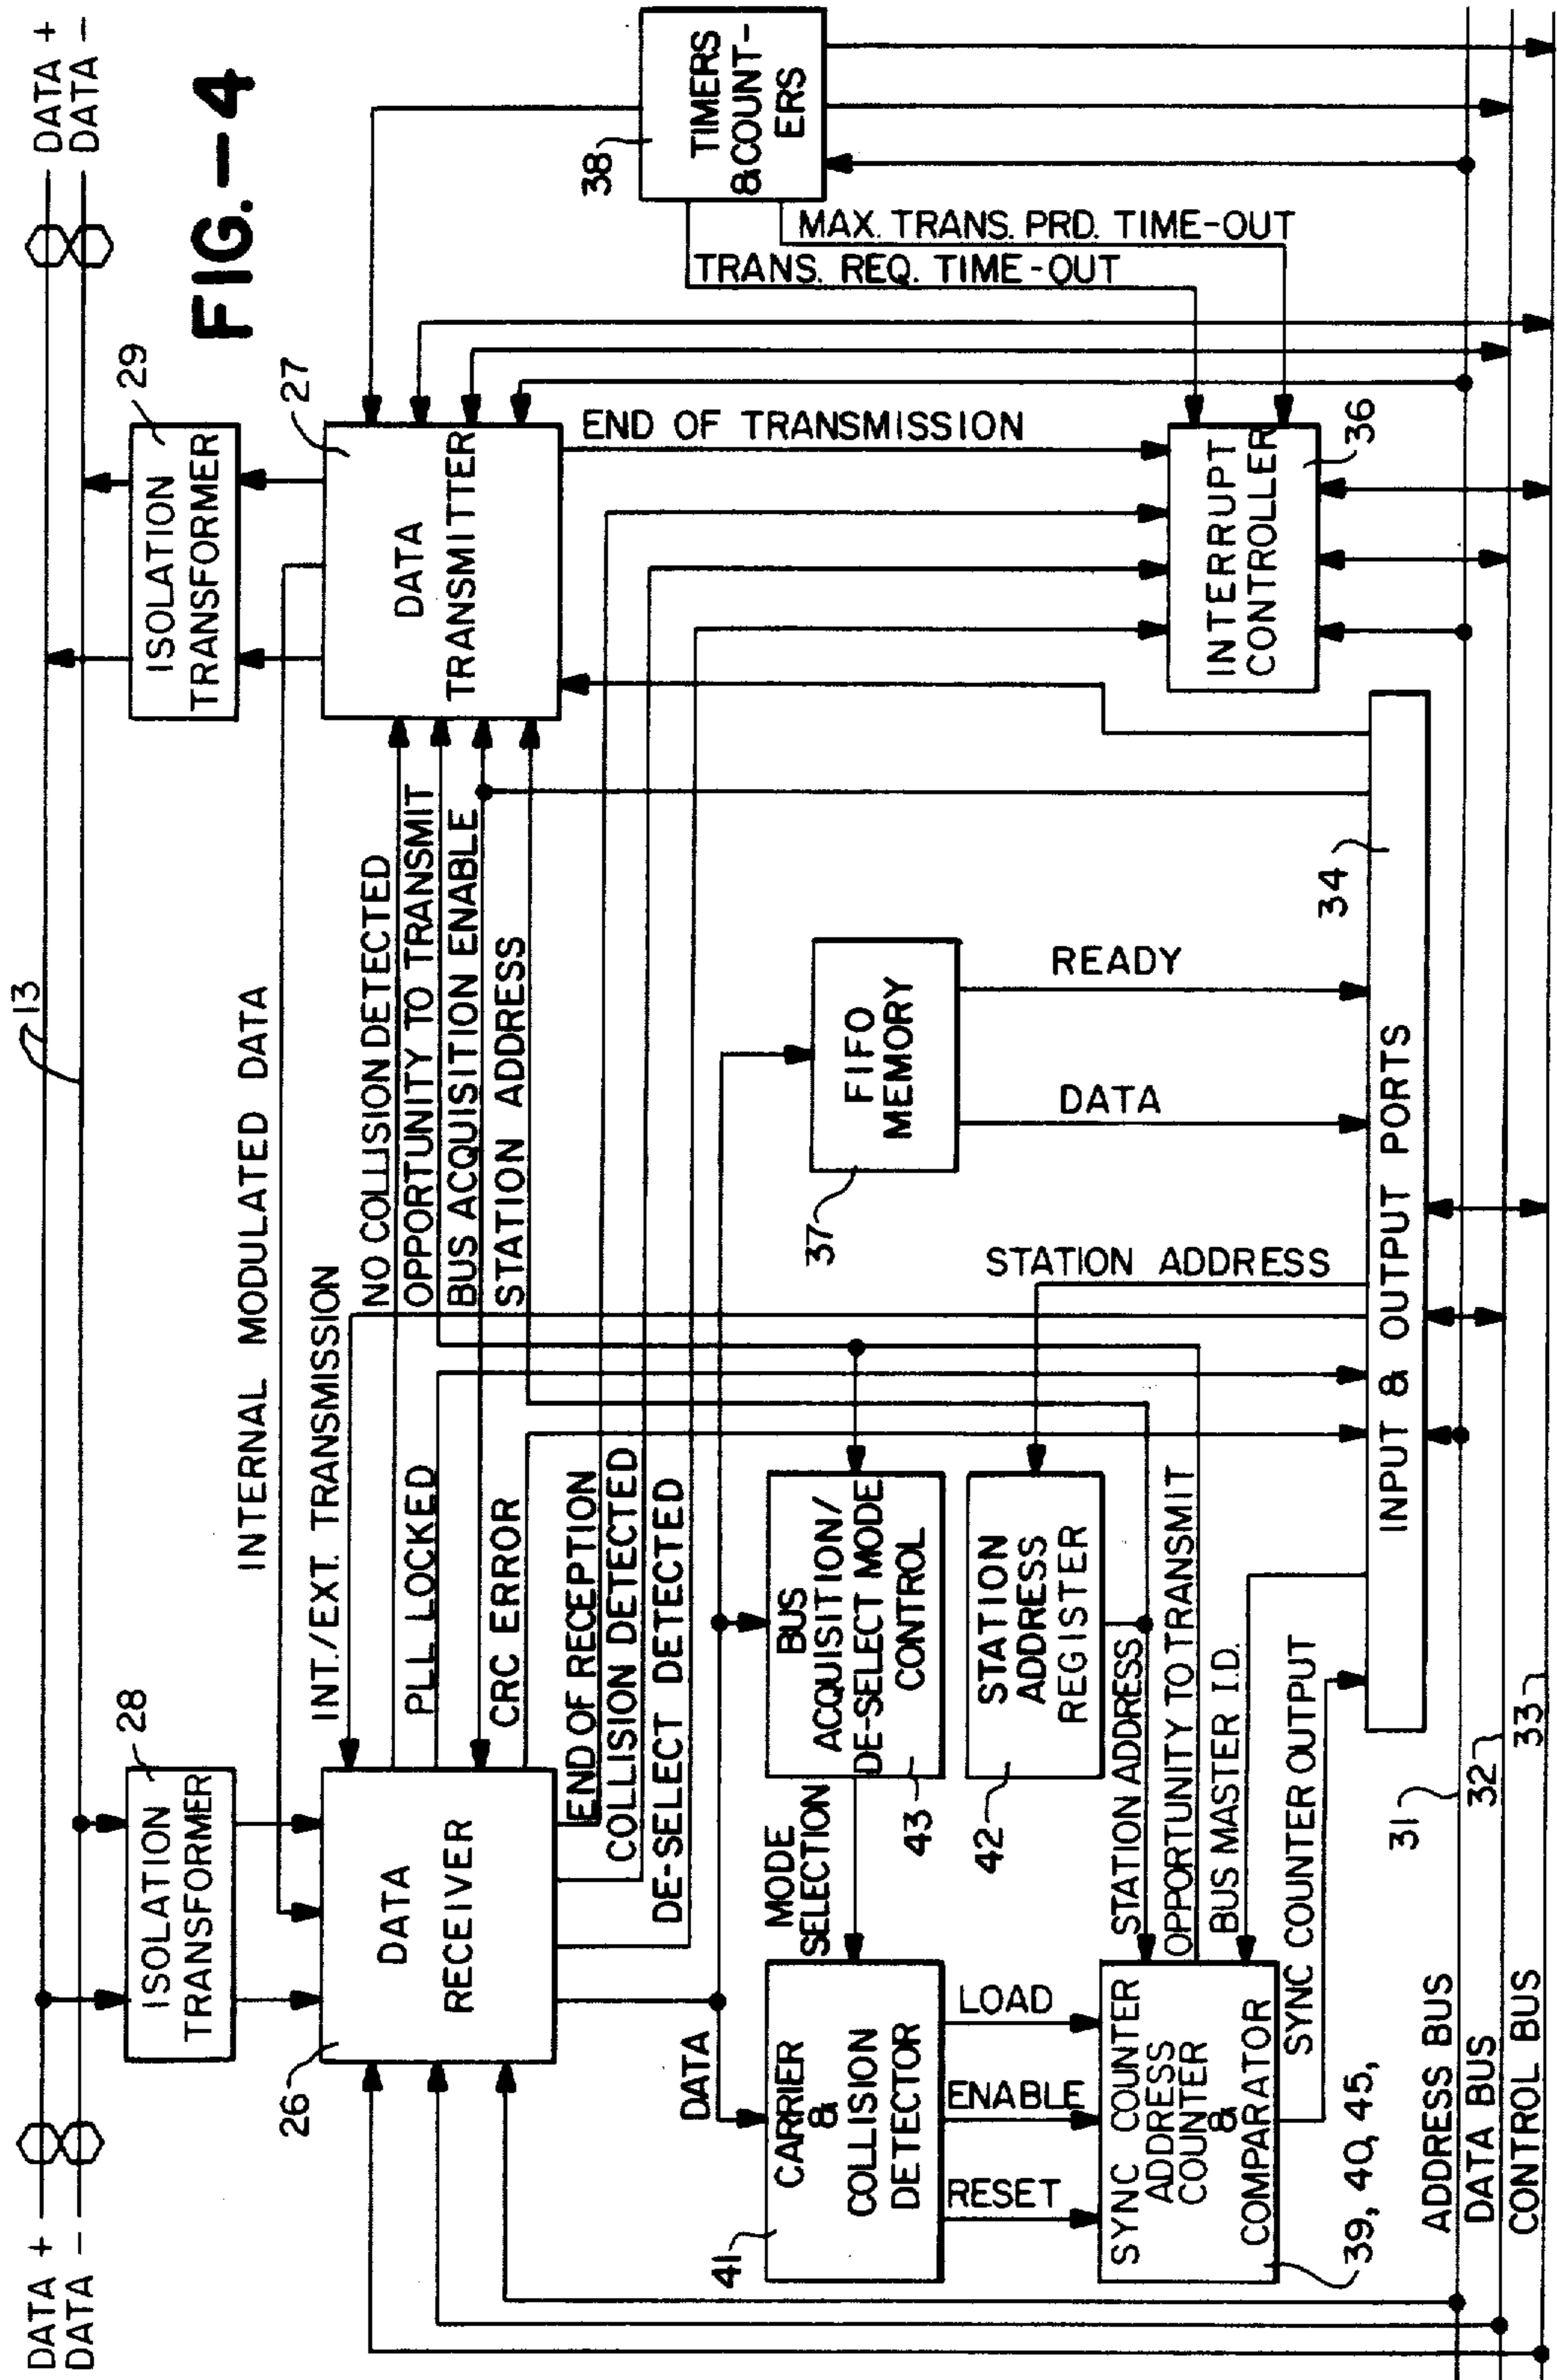 DATA +
DATA -
13
DATA +
DATA -
FIG.-4
28
ISOLATION
TRANSFORMER
29
ISOLATION
TRANSFORMER
INTERNAL MODULATED DATA
26
DATA
RECEIVER
INT./EXT. TRANSMISSION
NO COLLISION DETECTED
PLL LOCKED
OPPORTUNITY TO TRANSMIT
BUS ACQUISITION ENABLE
CRC ERROR
STATION ADDRESS
27
DATA
TRANSMITTER
END OF RECEPTION
COLLISION DETECTED
DE-SELECT DETECTED
END OF TRANSMISSION
38
TIMERS
&COUNT-
ERS
MAX. TRANS. PRD. TIME-OUT
TRANS. REQ. TIME-OUT
DATA
41
CARRIER
&
COLLISION
DETECTOR
MODE
SELECTION
BUS
ACQUISITION/
DE-SELECT MODE
CONTROL
43
37
FIFO
MEMORY
READY
DATA
RESET
ENABLE
LOAD
42
STATION
ADDRESS
REGISTER
STATION ADDRESS
SYNC COUNTER
ADDRESS
COUNTER
&
COMPARATOR
39, 40, 45,
STATION ADDRESS
OPPORTUNITY TO TRANSMIT
BUS MASTER I.D.
SYNC COUNTER OUTPUT
34
INPUT & OUTPUT PORTS
INTERRUPT
CONTROLLER
36
ADDRESS BUS
31
DATA BUS
32
CONTROL BUS
33